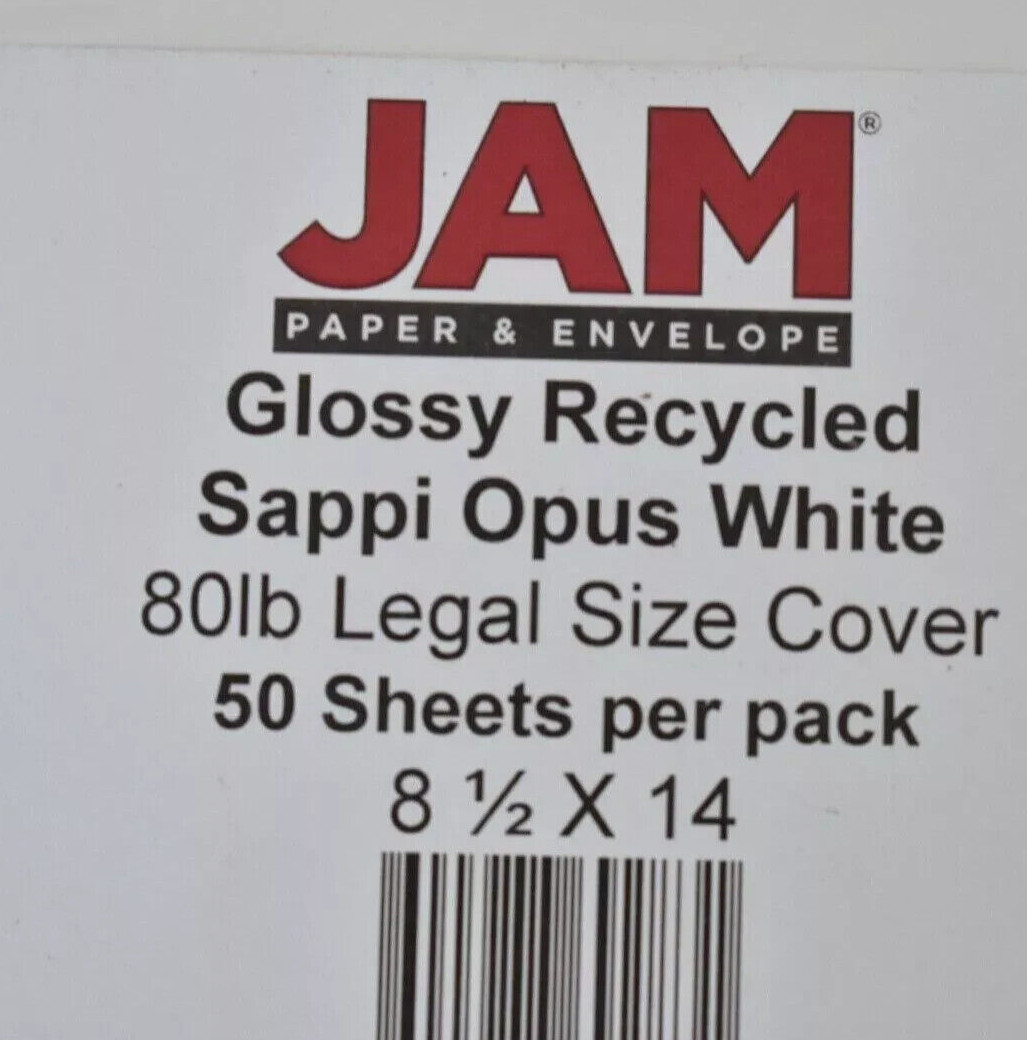 JAM®
PAPER & ENVELOPE
Glossy Recycled
Sappi Opus White
80lb Legal Size Cover
50 Sheets per pack
8 ½ X 14